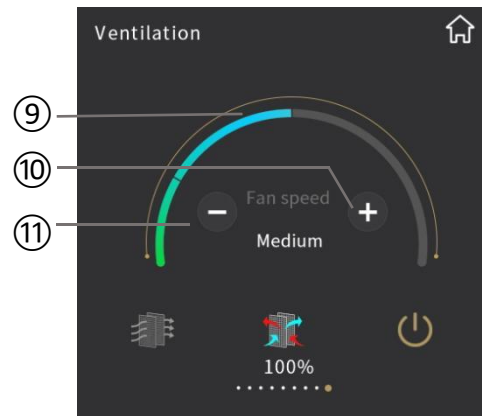 Ventilation
⑨
⑩
Fan speed
⑪
Medium
100%